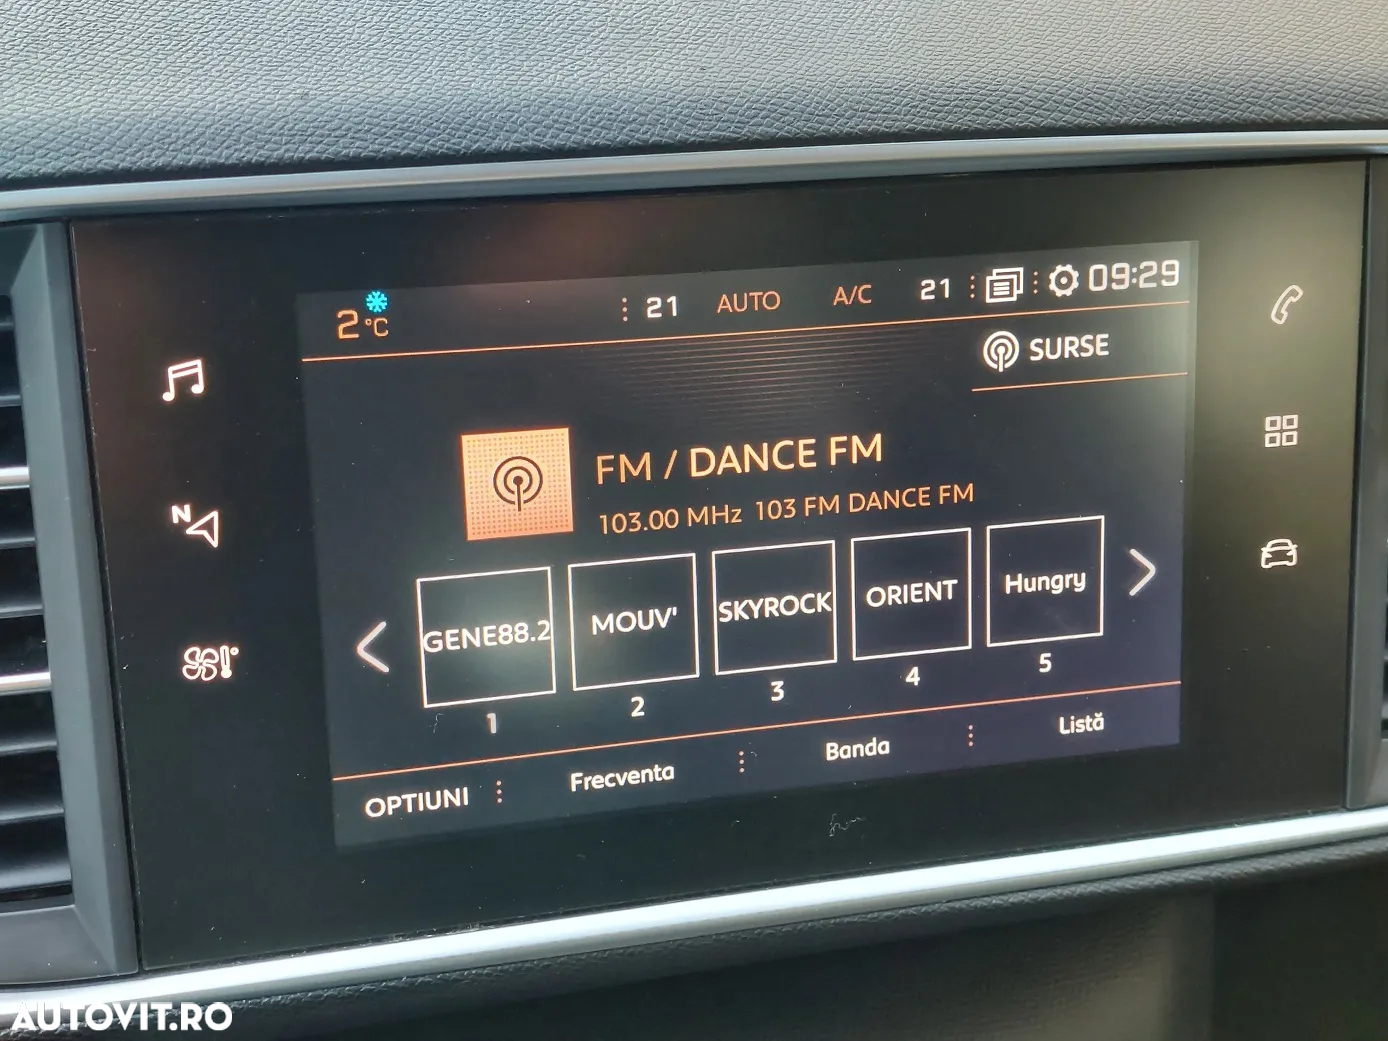 2 °C 21 AUTO A/C 21 09:29
SURSE
FM / DANCE FM
103.00 MHz 103 FM DANCE FM
N
GENE88.2 MOUV' SKYROCK ORIENT Hungry
1 2 3 4 5
OPTIUNI Frecventa Banda Listă
AUTOVIT.RO